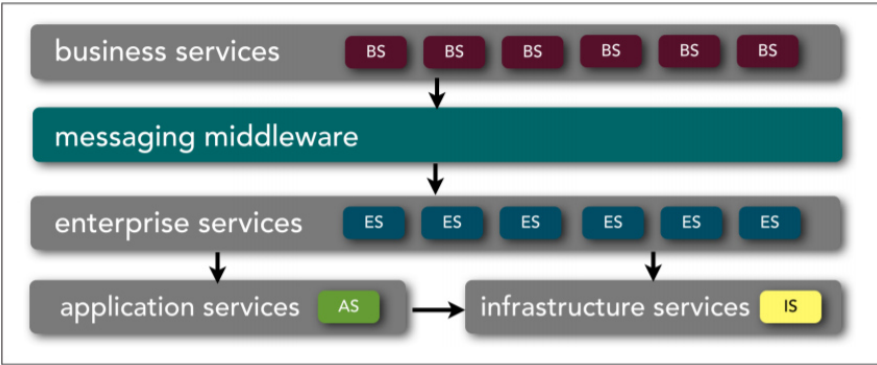 business services BS BS BS BS BS BS
messaging middleware
enterprise services ES ES ES ES ES ES
application services AS infrastructure services IS